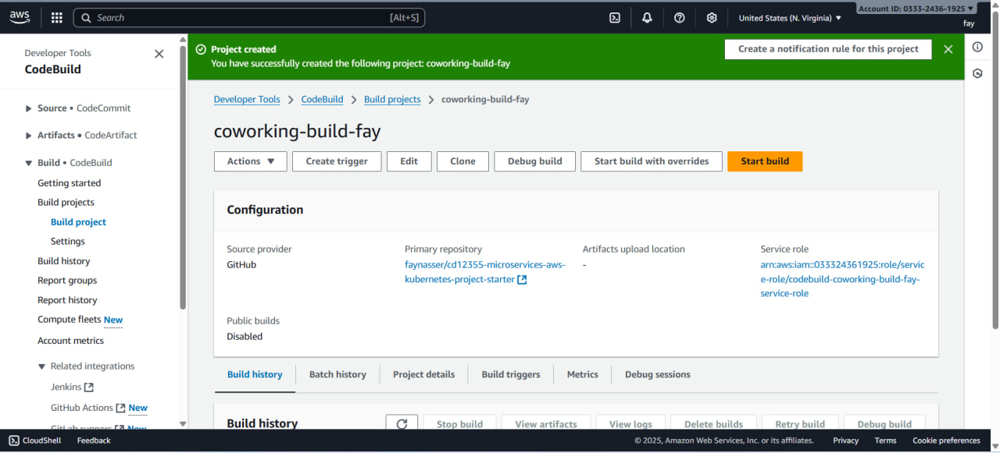 aws
Search
[Alt+S]
United States (N. Virginia)
Account ID: 0333-2436-1925
fay
Developer Tools
CodeBuild
Source • CodeCommit
Artifacts • CodeArtifact
Build • CodeBuild
Getting started
Build projects
Build project
Settings
Build history
Report groups
Report history
Compute fleets New
Account metrics
Related integrations
Jenkins
GitHub Actions New
GitLab runners New
Project created
You have successfully created the following project: coworking-build-fay
Create a notification rule for this project
Developer Tools
CodeBuild
Build projects
coworking-build-fay
coworking-build-fay
Actions
Create trigger
Edit
Clone
Debug build
Start build with overrides
Start build
Configuration
Source provider
GitHub
Primary repository
faynasser/cd12355-microservices-aws-
kubernetes-project-starter
Artifacts upload location
-
Service role
arn:aws:iam::033324361925:role/servic
e-role/codebuild-coworking-build-fay-
service-role
Public builds
Disabled
Build history
Batch history
Project details
Build triggers
Metrics
Debug sessions
Build history
Stop build
View artifacts
View logs
Delete builds
Retry build
Debug build
CloudShell
Feedback
© 2025, Amazon Web Services, Inc. or its affiliates.
Privacy
Terms
Cookie preferences